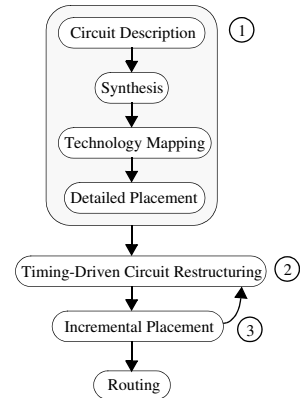 Circuit Description
1
Synthesis
Technology Mapping
Detailed Placement
Timing-Driven Circuit Restructuring
2
Incremental Placement
3
Routing